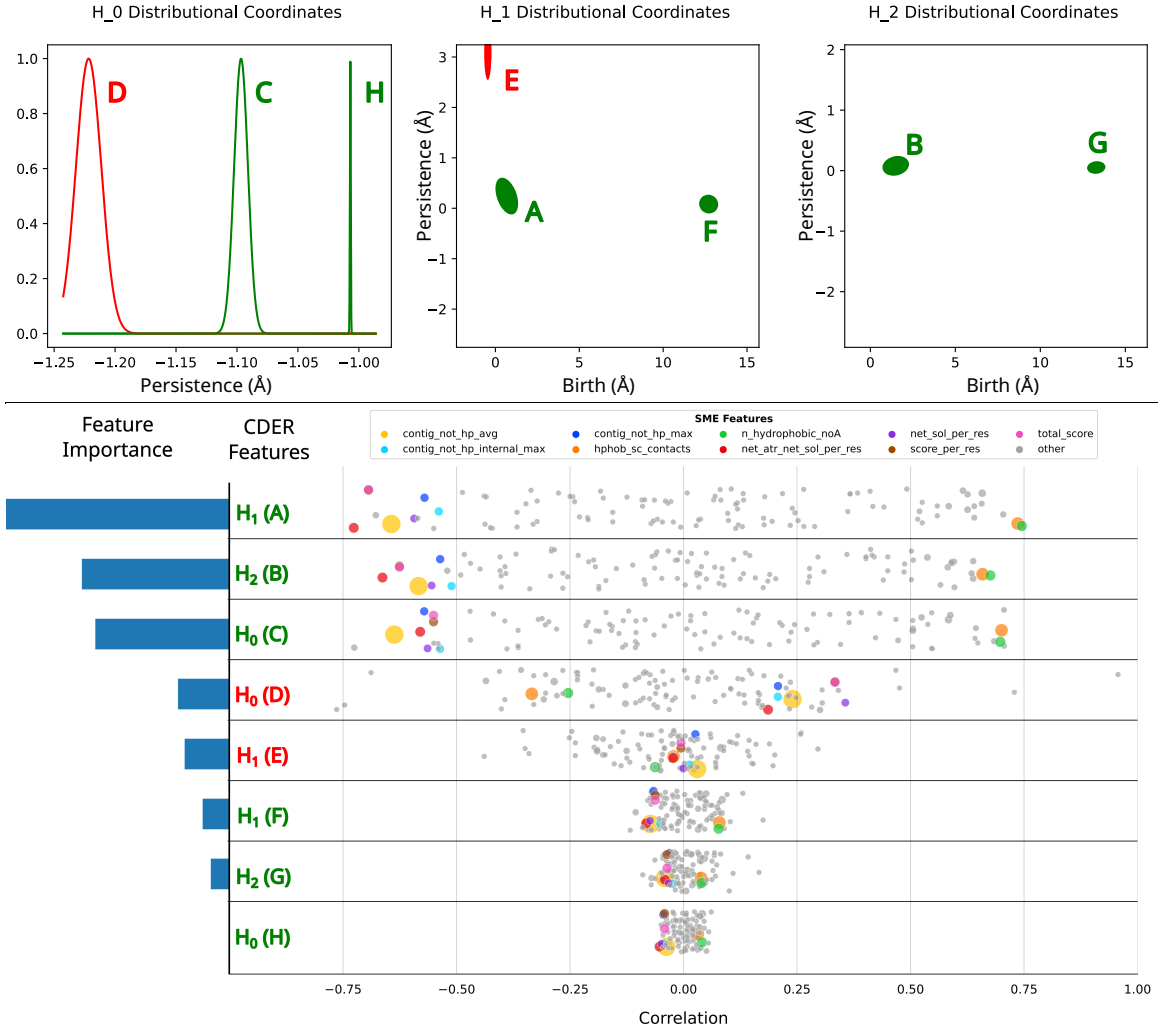 H_0 Distributional Coordinates
H_1 Distributional Coordinates
H_2 Distributional Coordinates
1.0
0.8
0.6
0.4
0.2
0.0
D
C
H
−1.25
−1.20
−1.15
−1.10
−1.05
−1.00
Persistence (Å)
3
2
1
0
−1
−2
Persistence (Å)
E
A
F
0
5
10
15
Birth (Å)
2
1
0
−1
−2
Persistence (Å)
B
G
0
5
10
15
Birth (Å)
Feature
Importance
CDER
Features
SME Features
contig_not_hp_avg
contig_not_hp_max
n_hydrophobic_noA
net_sol_per_res
total_score
contig_not_hp_internal_max
hphob_sc_contacts
net_atr_net_sol_per_res
score_per_res
other
H₁ (A)
H₂ (B)
H₀ (C)
H₀ (D)
H₁ (E)
H₁ (F)
H₂ (G)
H₀ (H)
−0.75
−0.50
−0.25
0.00
0.25
0.50
0.75
1.00
Correlation